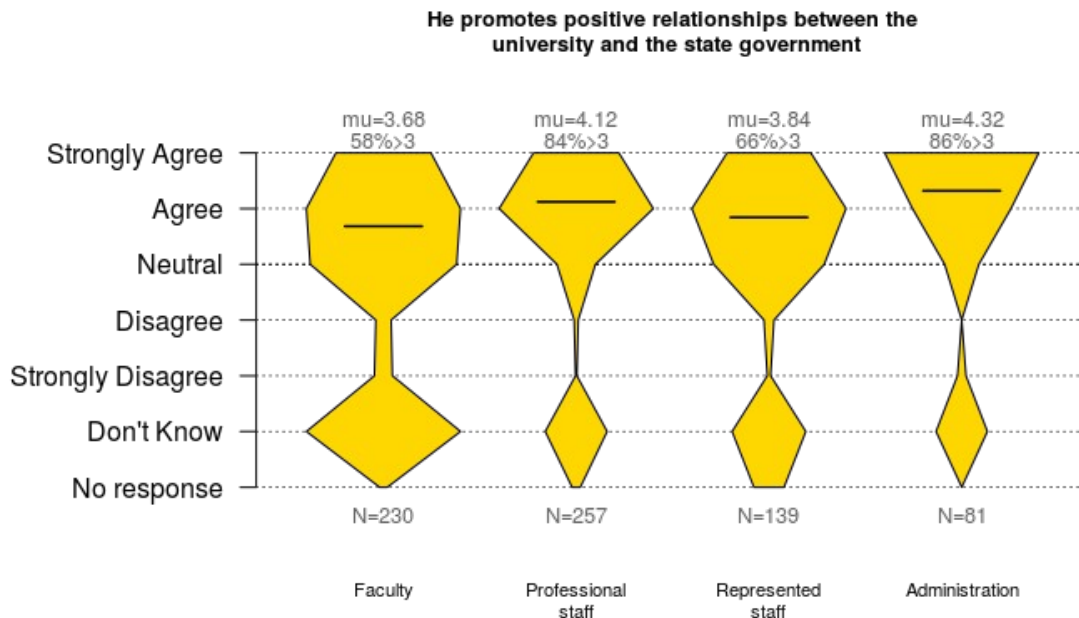 He promotes positive relationships between the
university and the state government
mu=3.68 mu=4.12 mu=3.84 mu=4.32
58%>3 84%>3 66%>3 86%>3
Strongly Agree
Agree
Neutral
Disagree
Strongly Disagree
Don't Know
No response
N=230 N=257 N=139 N=81
Faculty Professional Represented Administration
staff staff